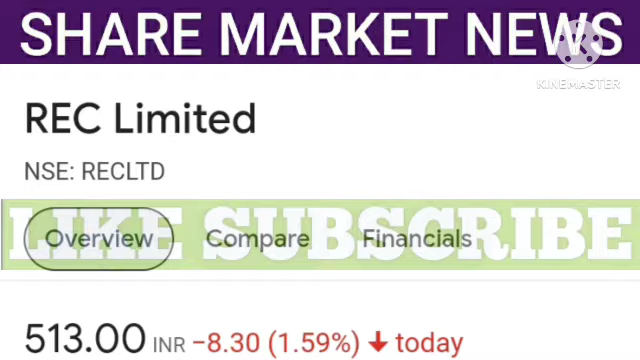 SHARE MARKET NEWS
KINEMASTER
REC Limited
NSE: RECLTD
LIKE SUBSCRIBE
Overview Compare Financials
513.00 INR −8.30 (1.59%) ↓ today